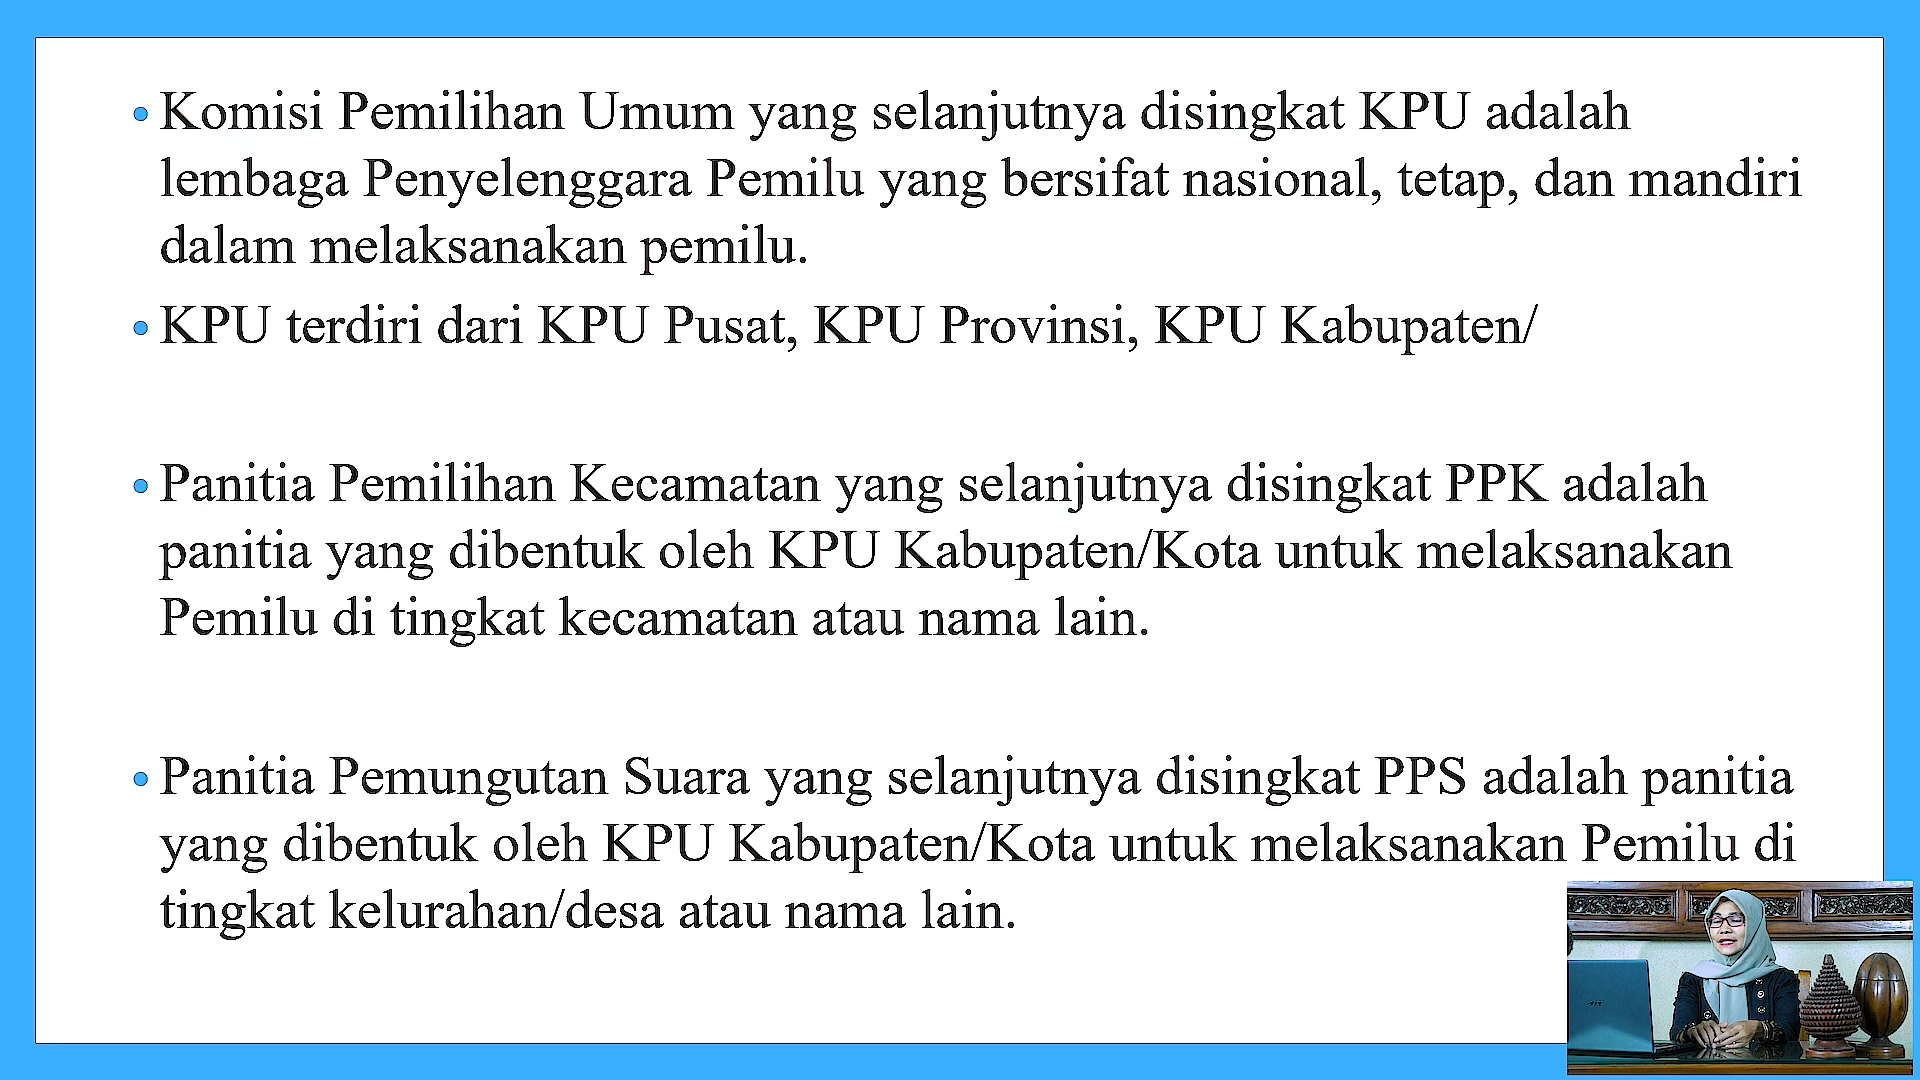 • Komisi Pemilihan Umum yang selanjutnya disingkat KPU adalah
lembaga Penyelenggara Pemilu yang bersifat nasional, tetap, dan mandiri
dalam melaksanakan pemilu.
• KPU terdiri dari KPU Pusat, KPU Provinsi, KPU Kabupaten/
• Panitia Pemilihan Kecamatan yang selanjutnya disingkat PPK adalah
panitia yang dibentuk oleh KPU Kabupaten/Kota untuk melaksanakan
Pemilu di tingkat kecamatan atau nama lain.
• Panitia Pemungutan Suara yang selanjutnya disingkat PPS adalah panitia
yang dibentuk oleh KPU Kabupaten/Kota untuk melaksanakan Pemilu di
tingkat kelurahan/desa atau nama lain.